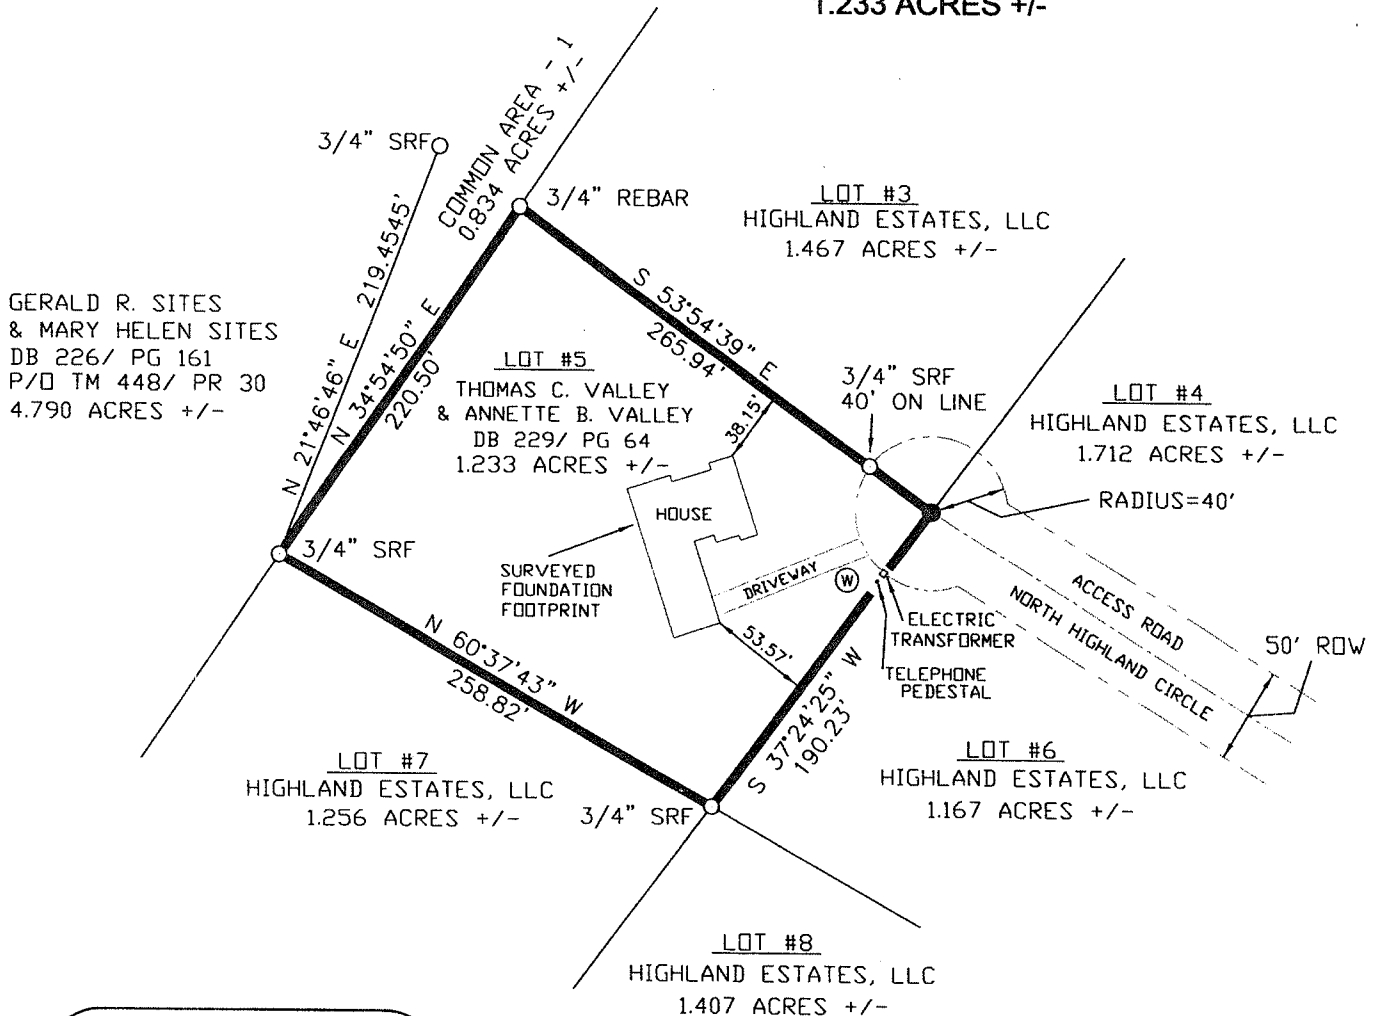 1.233 ACRES +/-
COMMON AREA - 1
0.834 ACRES +/-
3/4" SRF
3/4" REBAR
LOT #3
HIGHLAND ESTATES, LLC
1.467 ACRES +/-
N 21°46'46" E 219.4545'
GERALD R. SITES
& MARY HELEN SITES
DB 226/ PG 161
P/O TM 448/ PR 30
4.790 ACRES +/-
N 34°54'50" E
220.50'
S 53°54'39" E
265.94'
LOT #5
THOMAS C. VALLEY
& ANNETTE B. VALLEY
DB 229/ PG 64
1.233 ACRES +/-
38.15'
3/4" SRF
40' ON LINE
LOT #4
HIGHLAND ESTATES, LLC
1.712 ACRES +/-
RADIUS=40'
HOUSE
3/4" SRF
SURVEYED
FOUNDATION
FOOTPRINT
DRIVEWAY
W
ELECTRIC
TRANSFORMER
TELEPHONE
PEDESTAL
ACCESS ROAD
NORTH HIGHLAND CIRCLE
50' ROW
53.57'
N 60°37'43" W
258.82'
S 37°24'25" W
190.23'
LOT #7
HIGHLAND ESTATES, LLC
1.256 ACRES +/-
3/4" SRF
LOT #6
HIGHLAND ESTATES, LLC
1.167 ACRES +/-
LOT #8
HIGHLAND ESTATES, LLC
1.407 ACRES +/-